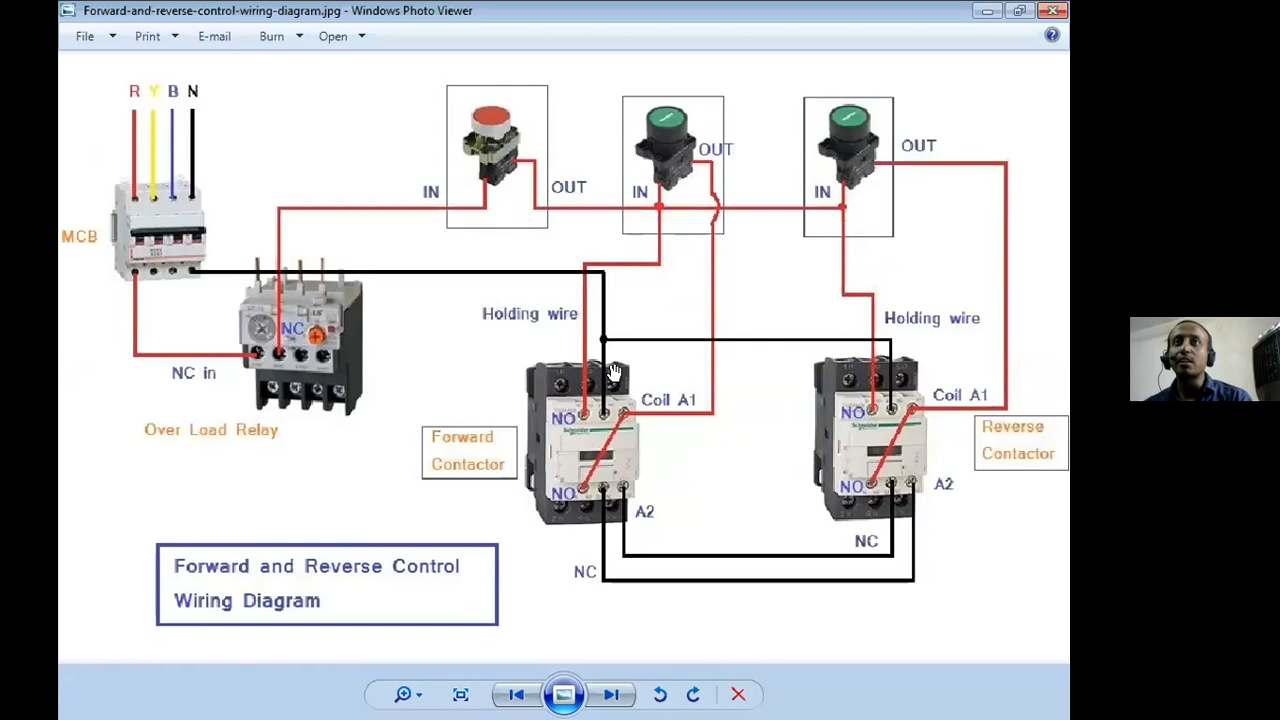 Forward-and-reverse-control-wiring-diagram.jpg - Windows Photo Viewer
File Print E-mail Burn Open
R Y B N
MCB
IN
OUT
IN
OUT
IN
OUT
NC
NC in
Over Load Relay
Holding wire
Holding wire
Coil A1
Coil A1
NO
NO
Schneider
Forward
Contactor
Reverse
Contactor
NO
NO
A2
A2
NC
NC
Forward and Reverse Control
Wiring Diagram